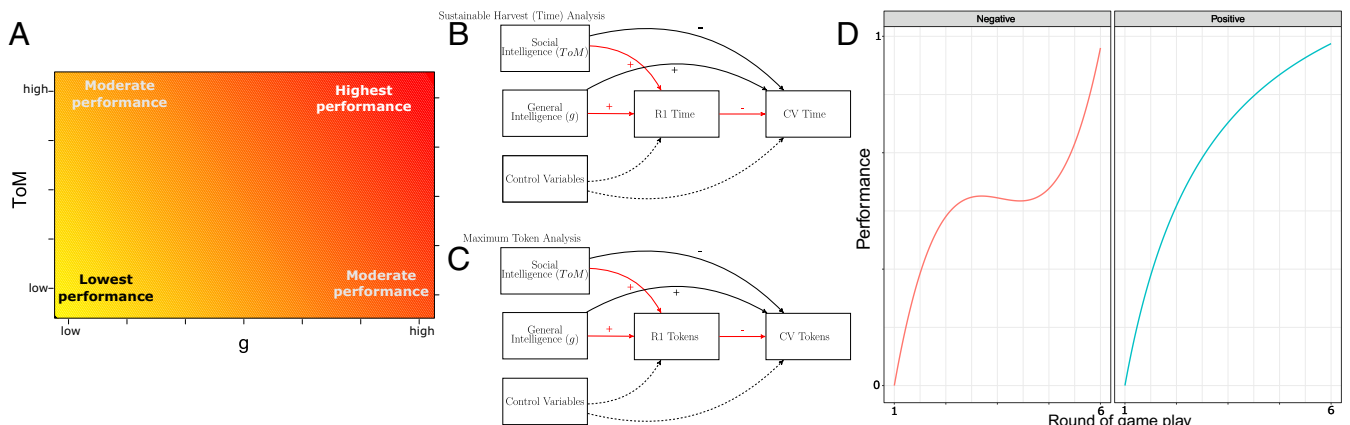 A
high
low
ToM
Moderate
performance
Highest
performance
Lowest
performance
Moderate
performance
low
high
g
Sustainable Harvest (Time) Analysis
B
Social
Intelligence (ToM)
General
Intelligence (g)
Control Variables
R1 Time
CV Time
-
+
+
+
-
Maximum Token Analysis
C
Social
Intelligence (ToM)
General
Intelligence (g)
Control Variables
R1 Tokens
CV Tokens
-
+
+
+
-
D
Negative
Positive
1
0
Performance
1
6
1
6
Round of game play